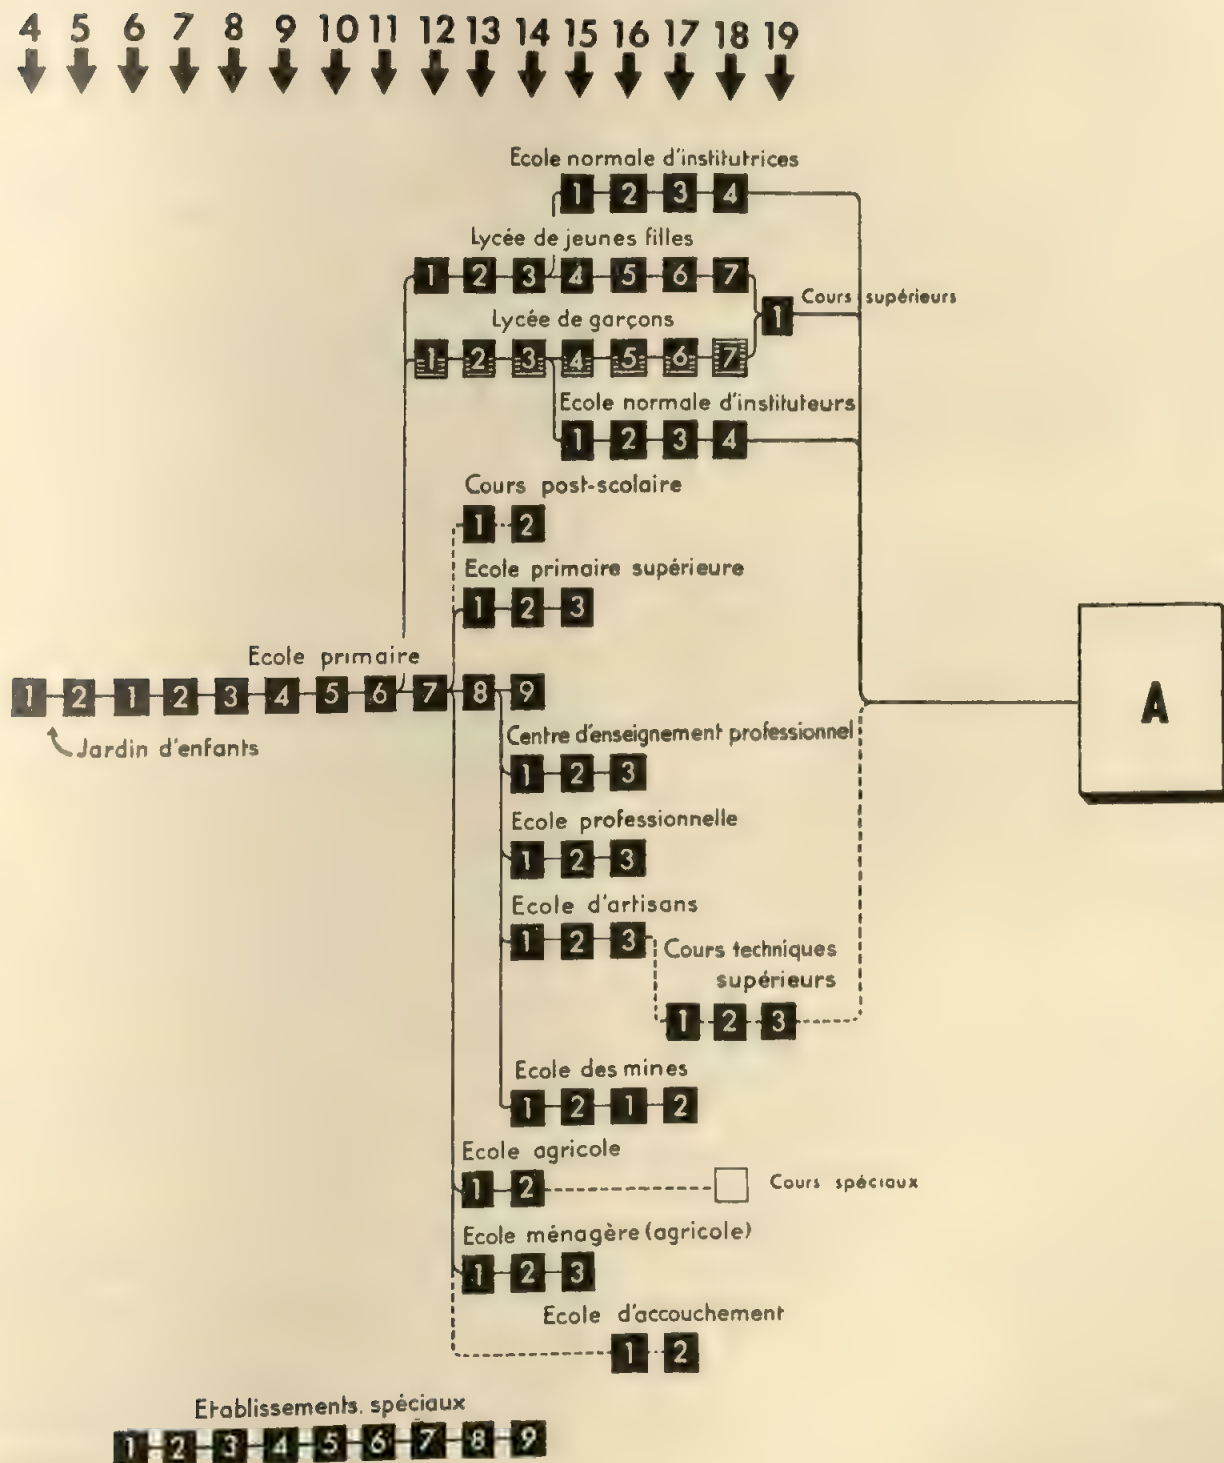 4 5 6 7 8 9 10 11 12 13 14 15 16 17 18 19
Ecole normale d'institutrices
1 2 3 4
Lycée de jeunes filles
1 2 3 4 5 6 7
1 Cours supérieurs
Lycée de garçons
1 2 3 4 5 6 7
Ecole normale d'instituteurs
1 2 3 4
Cours post-scolaire
1 2
Ecole primaire supérieure
1 2 3
Ecole primaire
1 2 1 2 3 4 5 6 7 8 9
Jardin d'enfants
A
Centre d'enseignement professionnel
1 2 3
Ecole professionnelle
1 2 3
Ecole d'artisans
1 2 3
Cours techniques
supérieurs
1 2 3
Ecole des mines
1 2 1 2
Ecole agricole
1 2 Cours spéciaux
Ecole ménagère (agricole)
1 2 3
Ecole d'accouchement
1 2
Etablissements spéciaux
1 2 3 4 5 6 7 8 9